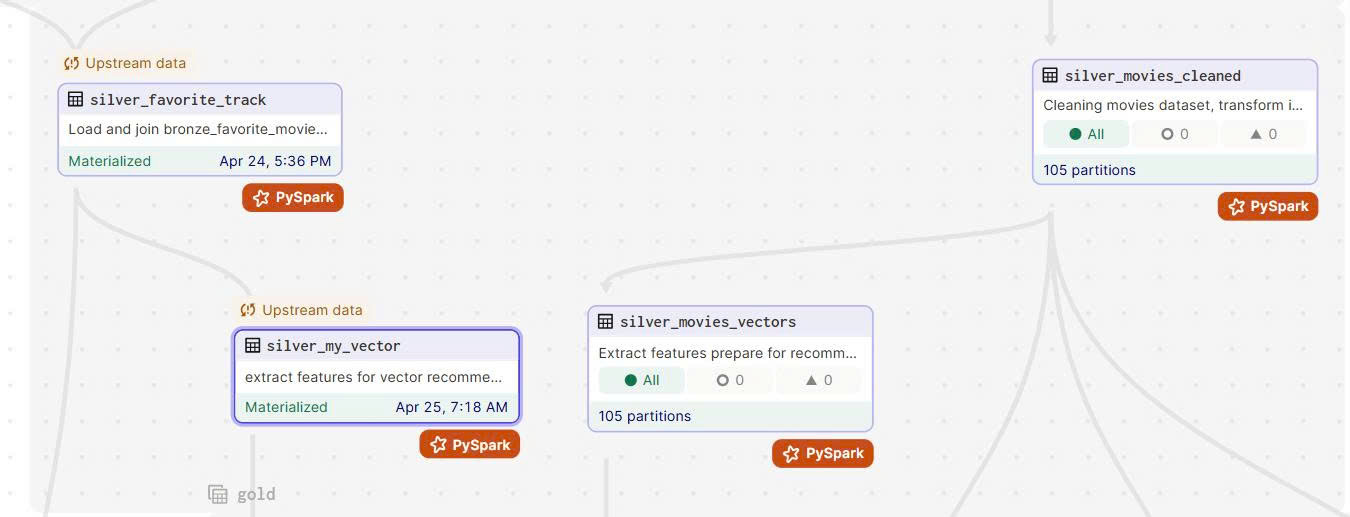 Upstream data
silver_favorite_track
Load and join bronze_favorite_movie...
Materialized Apr 24, 5:36 PM
PySpark
silver_movies_cleaned
Cleaning movies dataset, transform i...
All 0 0
105 partitions
PySpark
Upstream data
silver_my_vector
extract features for vector recomme...
Materialized Apr 25, 7:18 AM
PySpark
silver_movies_vectors
Extract features prepare for recomm...
All 0 0
105 partitions
PySpark
gold